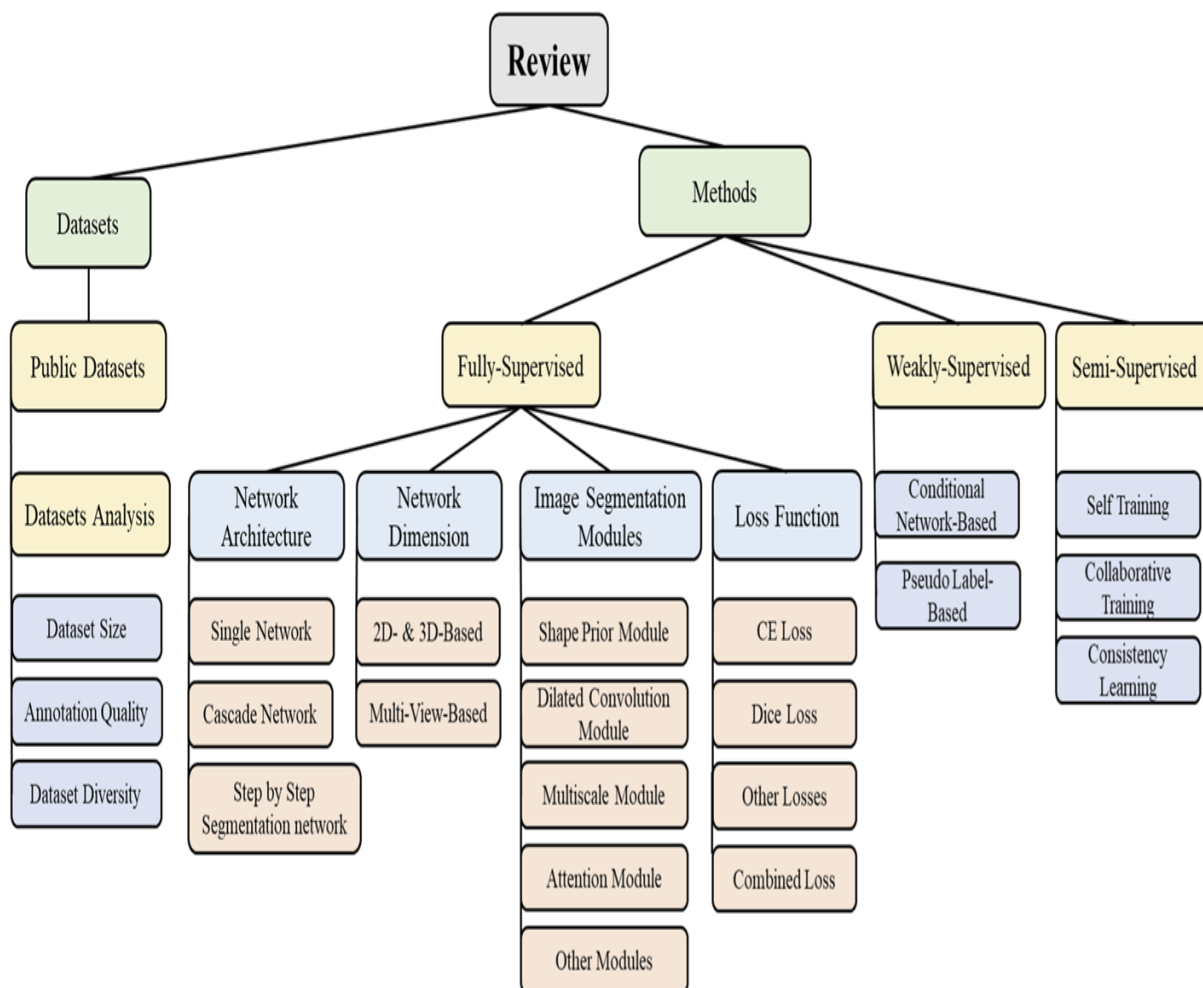 Review
Datasets
Methods
Public Datasets
Fully-Supervised
Weakly-Supervised
Semi-Supervised
Datasets Analysis
Network
Architecture
Network
Dimension
Image Segmentation
Modules
Loss Function
Conditional
Network-Based
Self Training
Pseudo Label-
Based
Collaborative
Training
Consistency
Learning
Dataset Size
Annotation Quality
Dataset Diversity
Single Network
Cascade Network
Step by Step
Segmentation network
2D- & 3D-Based
Multi-View-Based
Shape Prior Module
Dilated Convolution
Module
Multiscale Module
Attention Module
Other Modules
CE Loss
Dice Loss
Other Losses
Combined Loss